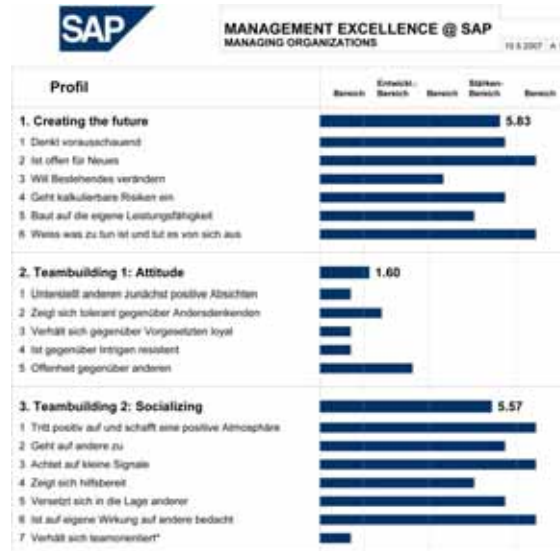 SAP
MANAGEMENT EXCELLENCE @ SAP
MANAGING ORGANIZATIONS
Profil
Bereich
Entwickl.-Bereich
Bereich
Stärken-Bereich
Bereich
1. Creating the future 5.83
1 Denkt vorausschauend
2 Ist offen für Neues
3 Will Bestehendes verändern
4 Geht kalkulierbare Risiken ein
5 Baut auf die eigene Leistungsfähigkeit
6 Weiss was zu tun ist und tut es von sich aus
2. Teambuilding 1: Attitude 1.60
1 Unterstellt anderen zunächst positive Absichten
2 Zeigt sich tolerant gegenüber Andersdenkenden
3 Verhält sich gegenüber Vorgesetzten loyal
4 Ist gegenüber Intrigen resistent
5 Offenheit gegenüber anderen
3. Teambuilding 2: Socializing 5.57
1 Tritt positiv auf und schafft eine positive Atmosphäre
2 Geht auf andere zu
3 Achtet auf kleine Signale
4 Zeigt sich hilfsbereit
5 Versetzt sich in die Lage anderer
6 Ist auf eigene Wirkung auf andere bedacht
7 Verhält sich teamorientiert*